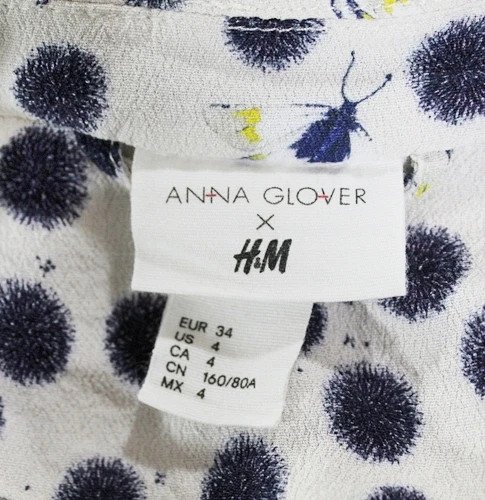 ANNA GLOVER
X
H&M
EUR 34
US 4
CA 4
CN 160/80A
MX 4